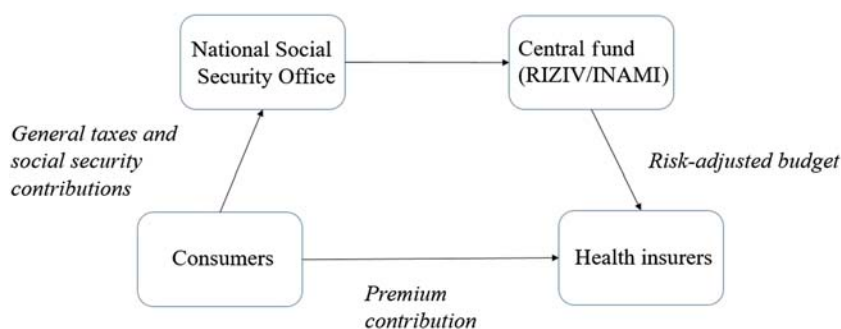 National Social
Security Office
Central fund
(RIZIV/INAMI)
General taxes and
social security
contributions
Risk-adjusted budget
Consumers
Health insurers
Premium
contribution